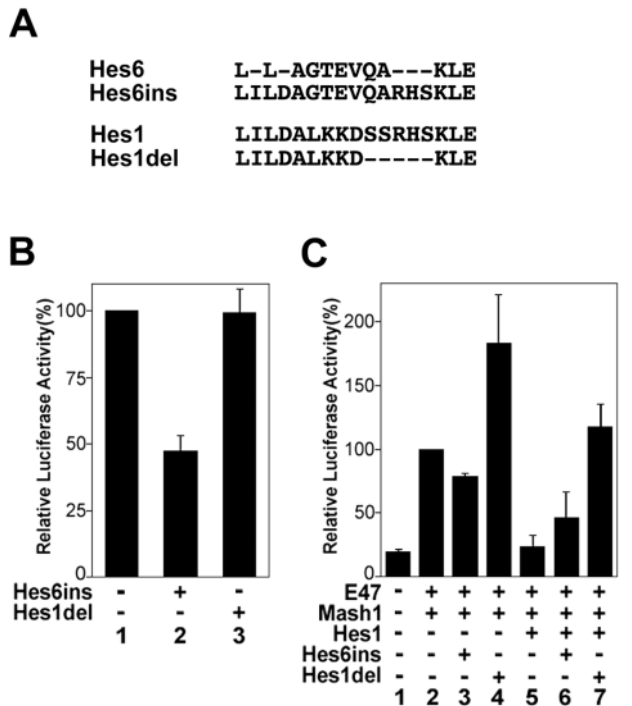 A
Hes6 L-L-AGTEVQA---KLE
Hes6ins LILDAGTEVQARHSKLE
Hes1 LILDALKKDSSRHSKLE
Hes1del LILDALKKD-----KLE
B
Relative Luciferase Activity(%)
100
75
50
25
0
Hes6ins - + -
Hes1del - - +
1 2 3
C
Relative Luciferase Activity(%)
200
150
100
50
0
E47 - + + + + + +
Mash1 - + + + + + +
Hes1 - - - - + + +
Hes6ins - - + - - + -
Hes1del - - - + - - +
1 2 3 4 5 6 7